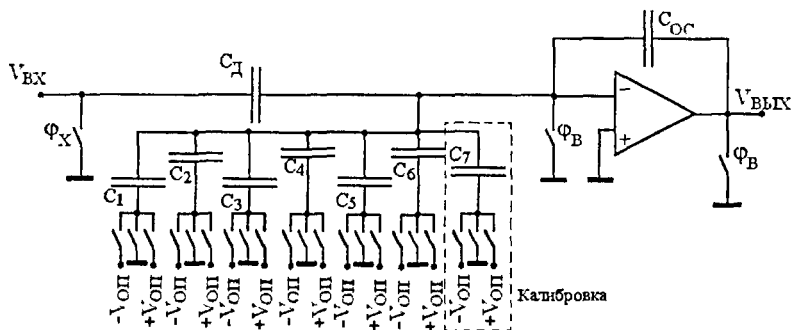 C_ОС
C_Д
V_ВХ
V_ВЫХ
−
+
φ_Х
φ_В
φ_В
C_1
C_2
C_3
C_4
C_5
C_6
C_7
-V_ОП
+V_ОП
-V_ОП
+V_ОП
-V_ОП
+V_ОП
-V_ОП
+V_ОП
-V_ОП
+V_ОП
-V_ОП
+V_ОП
-V_ОП
+V_ОП
Калибровка